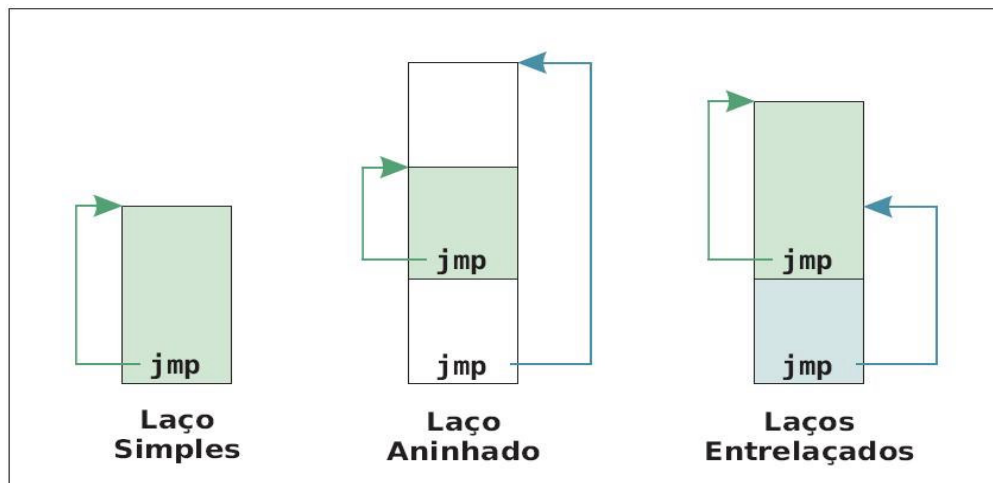 jmp
Laço
Simples
jmp
jmp
Laço
Aninhado
jmp
jmp
Laços
Entrelaçados